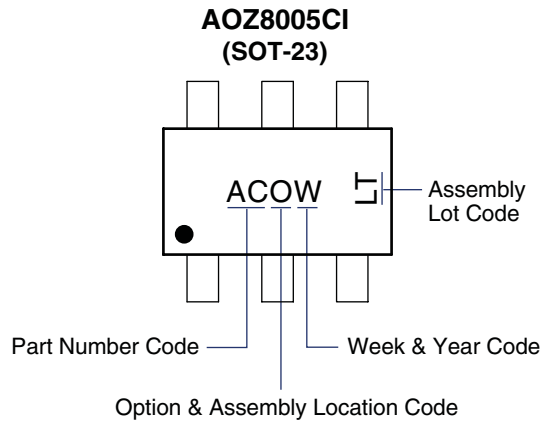 AOZ8005CI
(SOT-23)
ACOW
LT
Assembly
Lot Code
Part Number Code
Week & Year Code
Option & Assembly Location Code